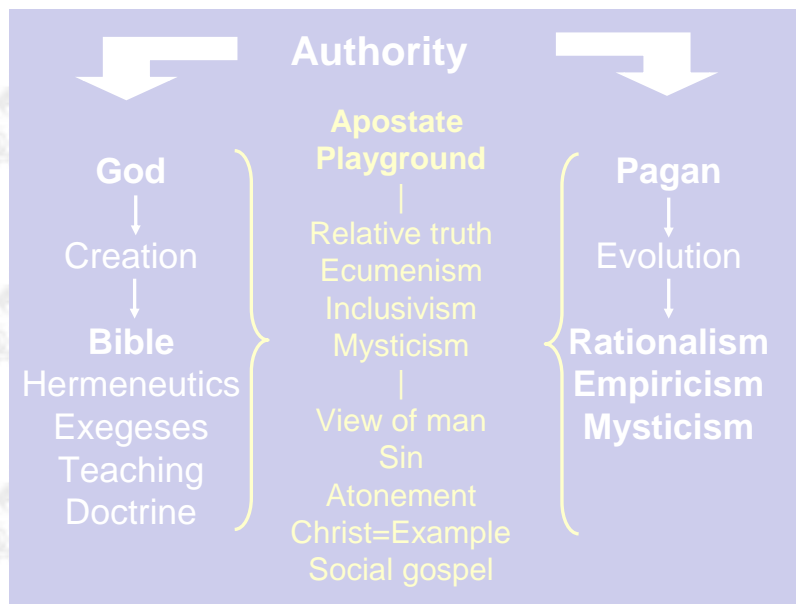 Authority
God
Creation
Bible
Hermeneutics
Exegeses
Teaching
Doctrine
Apostate
Playground
|
Relative truth
Ecumenism
Inclusivism
Mysticism
|
View of man
Sin
Atonement
Christ=Example
Social gospel
Pagan
Evolution
Rationalism
Empiricism
Mysticism